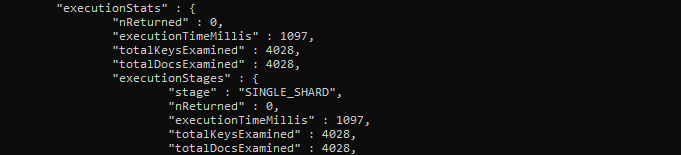 "executionStats" : {
"nReturned" : 0,
"executionTimeMillis" : 1097,
"totalKeysExamined" : 4028,
"totalDocsExamined" : 4028,
"executionStages" : {
"stage" : "SINGLE_SHARD",
"nReturned" : 0,
"executionTimeMillis" : 1097,
"totalKeysExamined" : 4028,
"totalDocsExamined" : 4028,